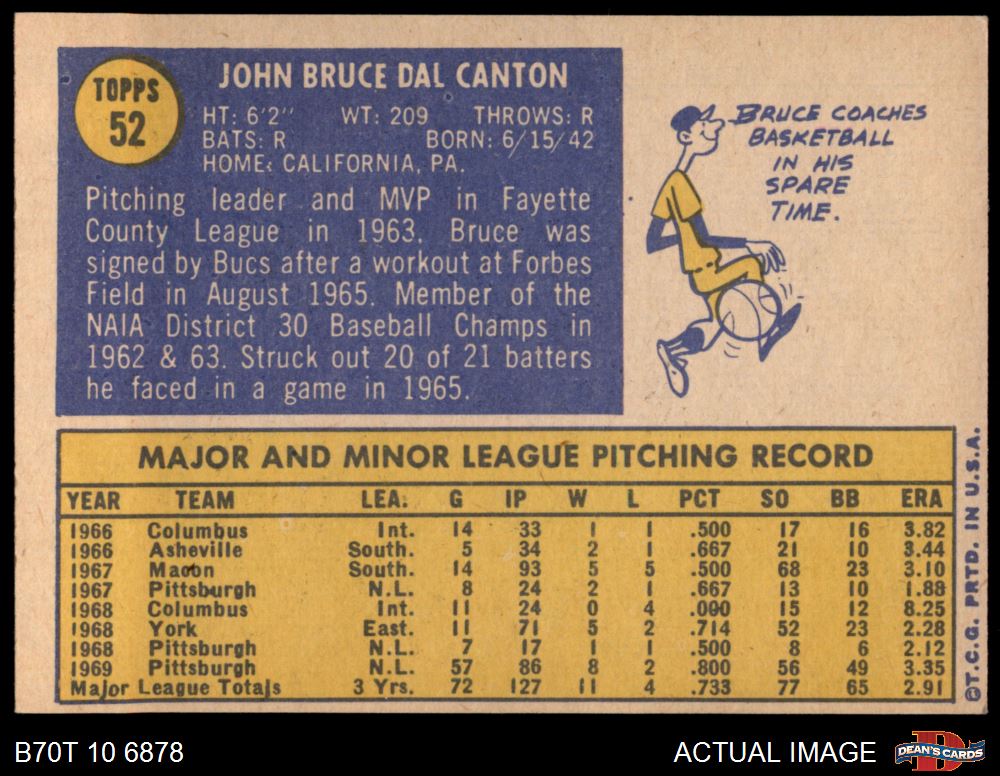 TOPPS
52
JOHN BRUCE DAL CANTON
HT: 6'2" WT: 209 THROWS: R
BATS: R BORN: 6/15/42
HOME: CALIFORNIA, PA.
Pitching leader and MVP in Fayette
County League in 1963. Bruce was
signed by Bucs after a workout at Forbes
Field in August 1965. Member of the
NAIA District 30 Baseball Champs in
1962 & 63. Struck out 20 of 21 batters
he faced in a game in 1965.
BRUCE COACHES
BASKETBALL
IN HIS
SPARE
TIME.
MAJOR AND MINOR LEAGUE PITCHING RECORD
YEAR TEAM LEA. G IP W L PCT SO BB ERA
1966 Columbus Int. 14 33 1 1 .500 17 16 3.82
1966 Asheville South. 5 34 2 1 .667 21 10 3.44
1967 Macon South. 14 93 5 5 .500 68 23 3.10
1967 Pittsburgh N.L. 8 24 2 1 .667 13 10 1.88
1968 Columbus Int. 11 24 0 4 .000 15 12 8.25
1968 York East. 11 71 5 2 .714 52 23 2.28
1968 Pittsburgh N.L. 7 17 1 1 .500 8 6 2.12
1969 Pittsburgh N.L. 57 86 8 2 .800 56 49 3.35
Major League Totals 3 Yrs. 72 127 11 4 .733 77 65 2.91
©T.C.G. PRTD. IN U.S.A.
B70T 10 6878
ACTUAL IMAGE
DEAN'S CARDS